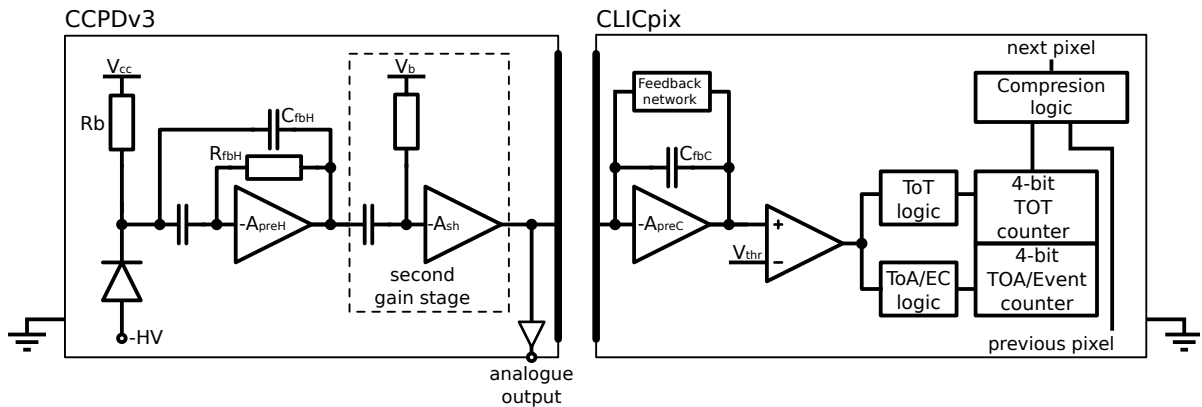 CCPDv3
Vcc
Rb
CfbH
RfbH
-ApreH
-HV
Vb
-Ash
second
gain stage
analogue
output
CLICpix
Feedback
network
CfbC
-ApreC
Vthr
+
−
ToT
logic
ToA/EC
logic
next pixel
Compresion
logic
4-bit
TOT
counter
4-bit
TOA/Event
counter
previous pixel